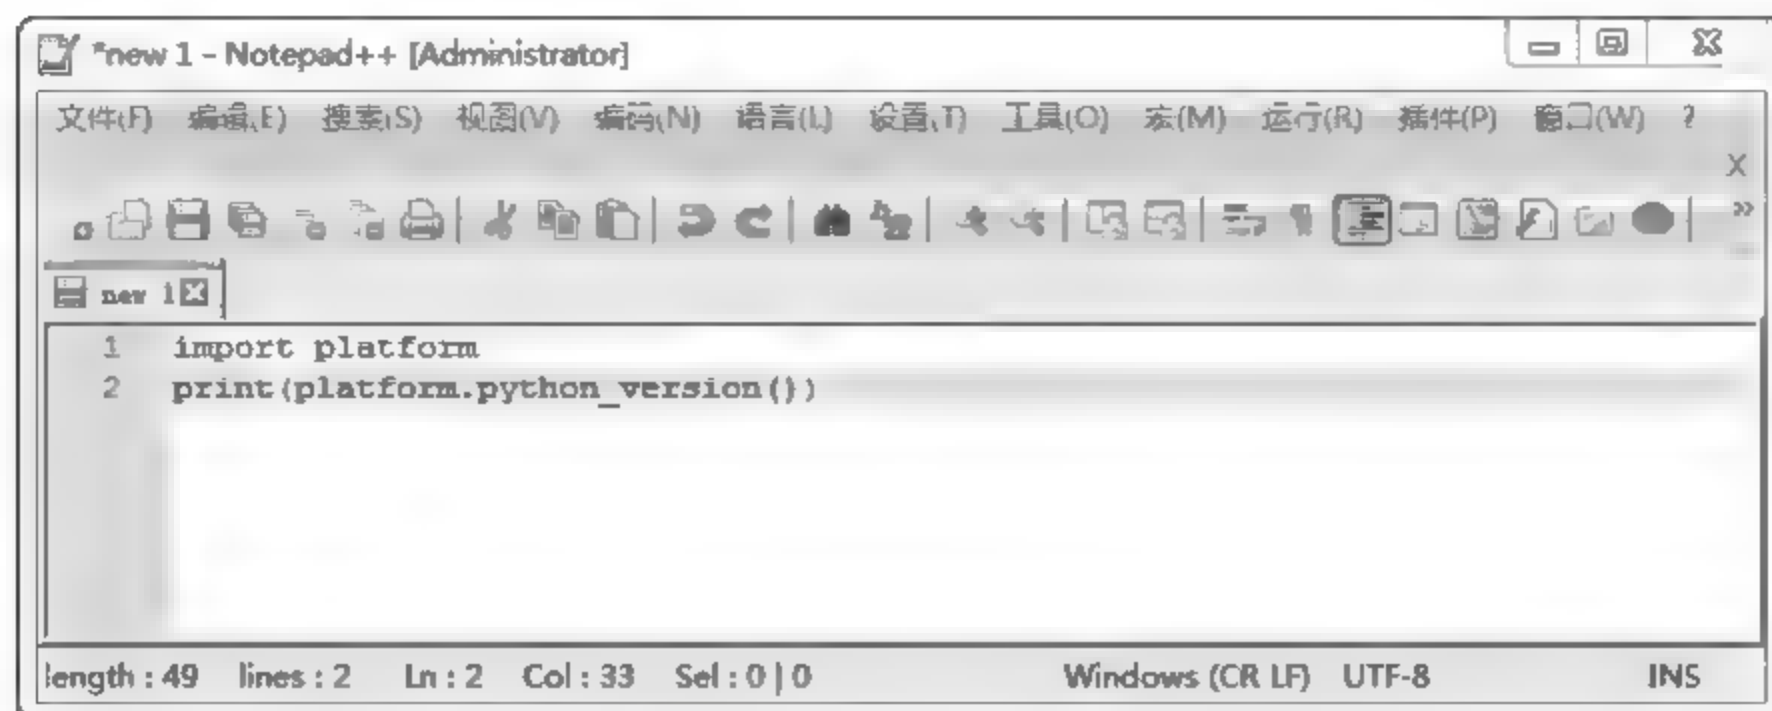 *new 1 - Notepad++ [Administrator]
文件(F) 编辑(E) 搜索(S) 视图(V) 编码(N) 语言(L) 设置(T) 工具(O) 宏(M) 运行(R) 插件(P) 窗口(W) ?
X
new 1
1 import platform
2 print(platform.python_version())
length : 49 lines : 2 Ln : 2 Col : 33 Sel : 0 | 0 Windows (CR LF) UTF-8 INS